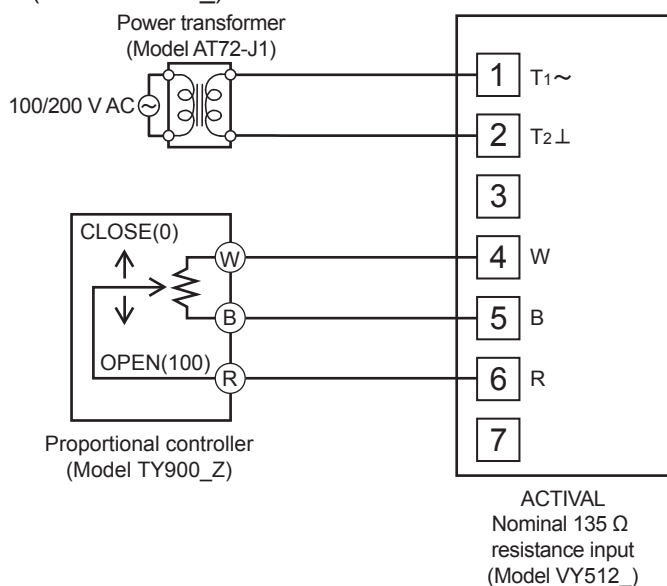 Power transformer
(Model AT72-J1)
100/200 V AC
1 T1~
2 T2⊥
3
CLOSE(0)
W
4 W
B
5 B
OPEN(100)
R
6 R
7
Proportional controller
(Model TY900_Z)
ACTIVAL
Nominal 135 Ω
resistance input
(Model VY512_)